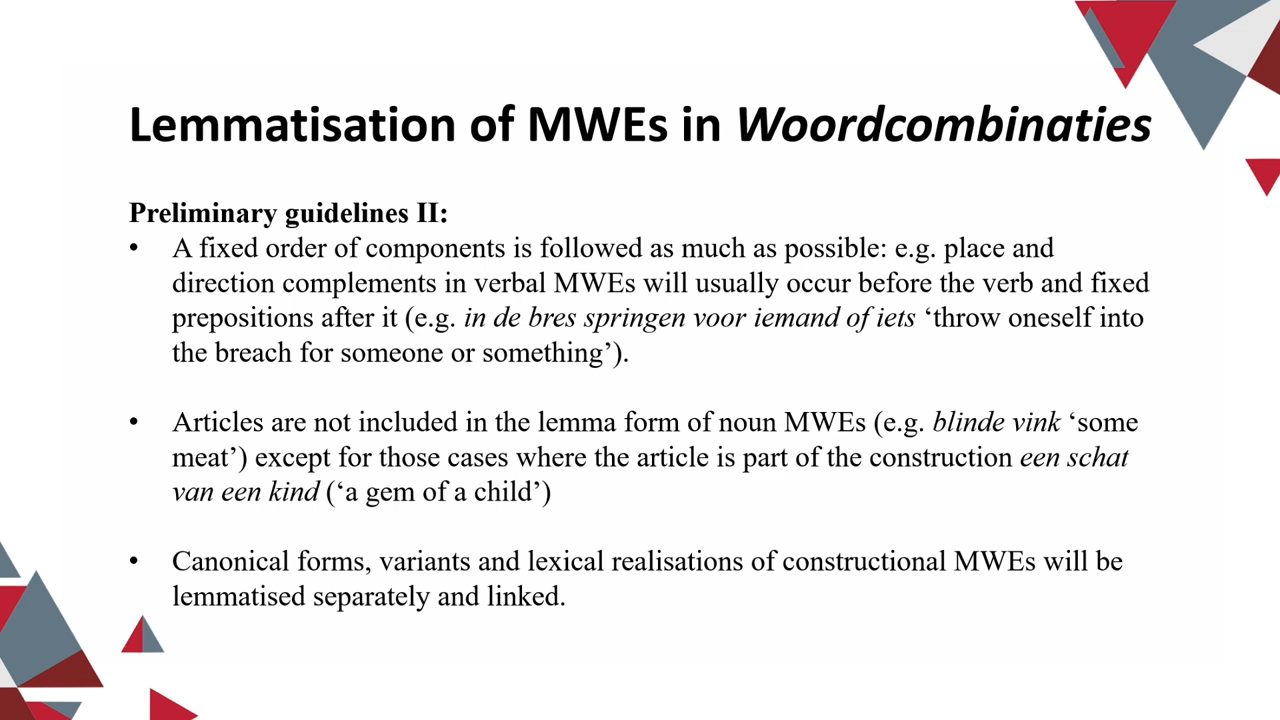 Lemmatisation of MWEs in Woordcombinaties
Preliminary guidelines II:
• A fixed order of components is followed as much as possible: e.g. place and
direction complements in verbal MWEs will usually occur before the verb and fixed
prepositions after it (e.g. in de bres springen voor iemand of iets ‘throw oneself into
the breach for someone or something’).
• Articles are not included in the lemma form of noun MWEs (e.g. blinde vink ‘some
meat’) except for those cases where the article is part of the construction een schat
van een kind (‘a gem of a child’)
• Canonical forms, variants and lexical realisations of constructional MWEs will be
lemmatised separately and linked.